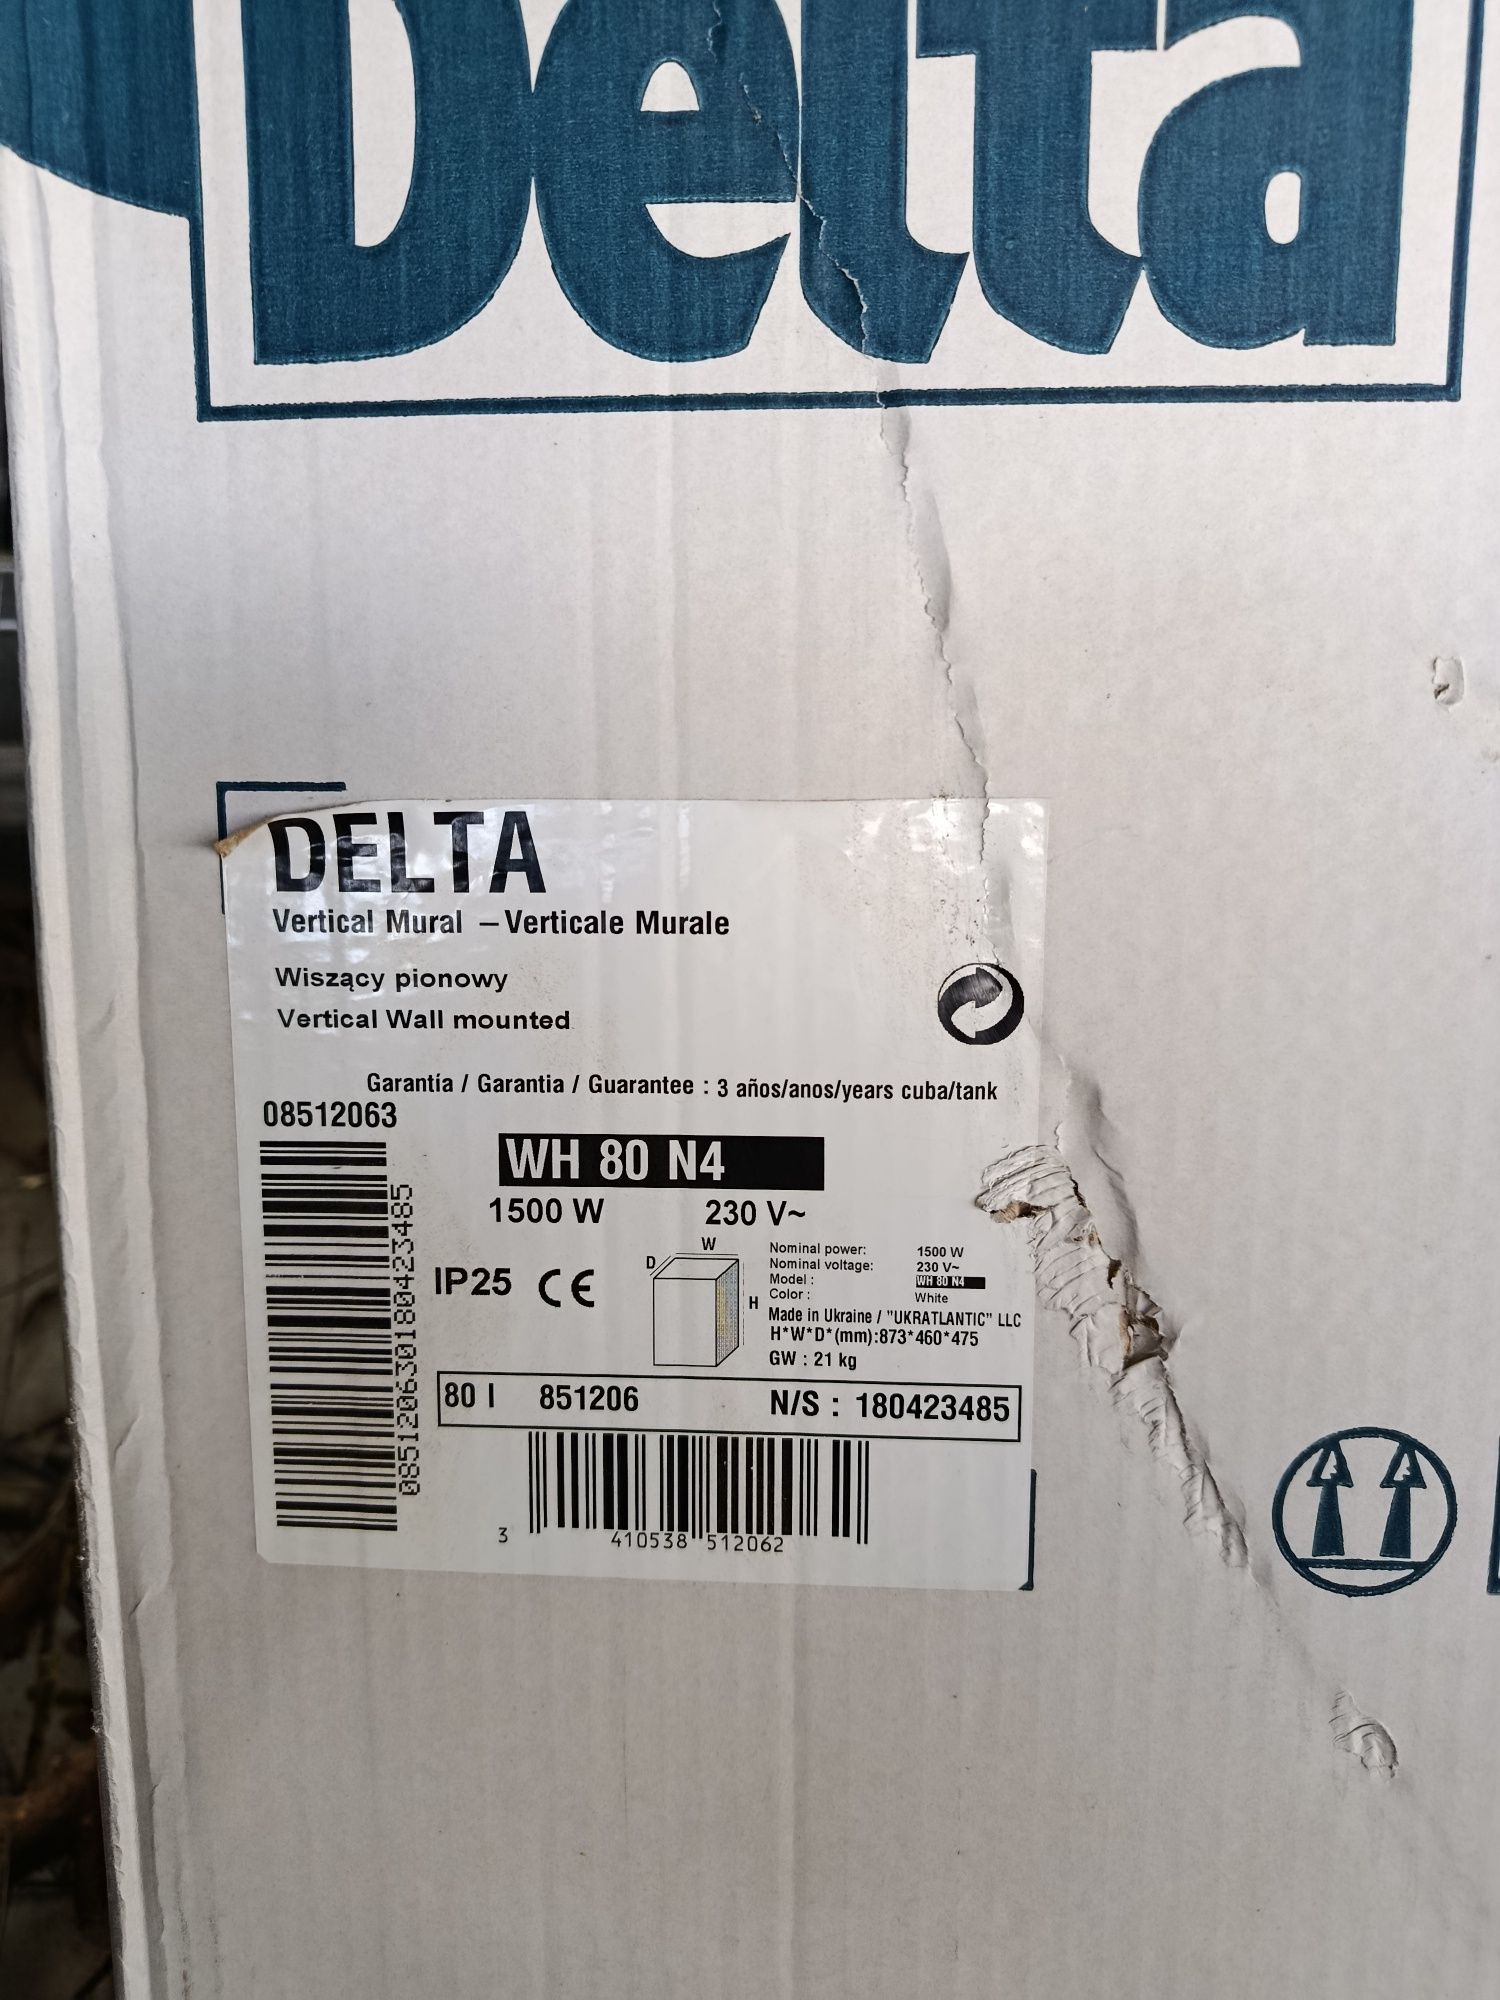 Delta
DELTA
Vertical Mural – Verticale Murale
Wiszący pionowy
Vertical Wall mounted
Garantía / Garantia / Guarantee : 3 años/anos/years cuba/tank
08512063
WH 80 N4
1500 W 230 V~
IP25 CE
D W H
Nominal power: 1500 W
Nominal voltage: 230 V~
Model : WH 80 N4
Color : White
Made in Ukraine / "UKRATLANTIC" LLC
H*W*D*(mm):873*460*475
GW : 21 kg
80 l 851206 N/S : 180423485
085120630180423485
3 410538 512062